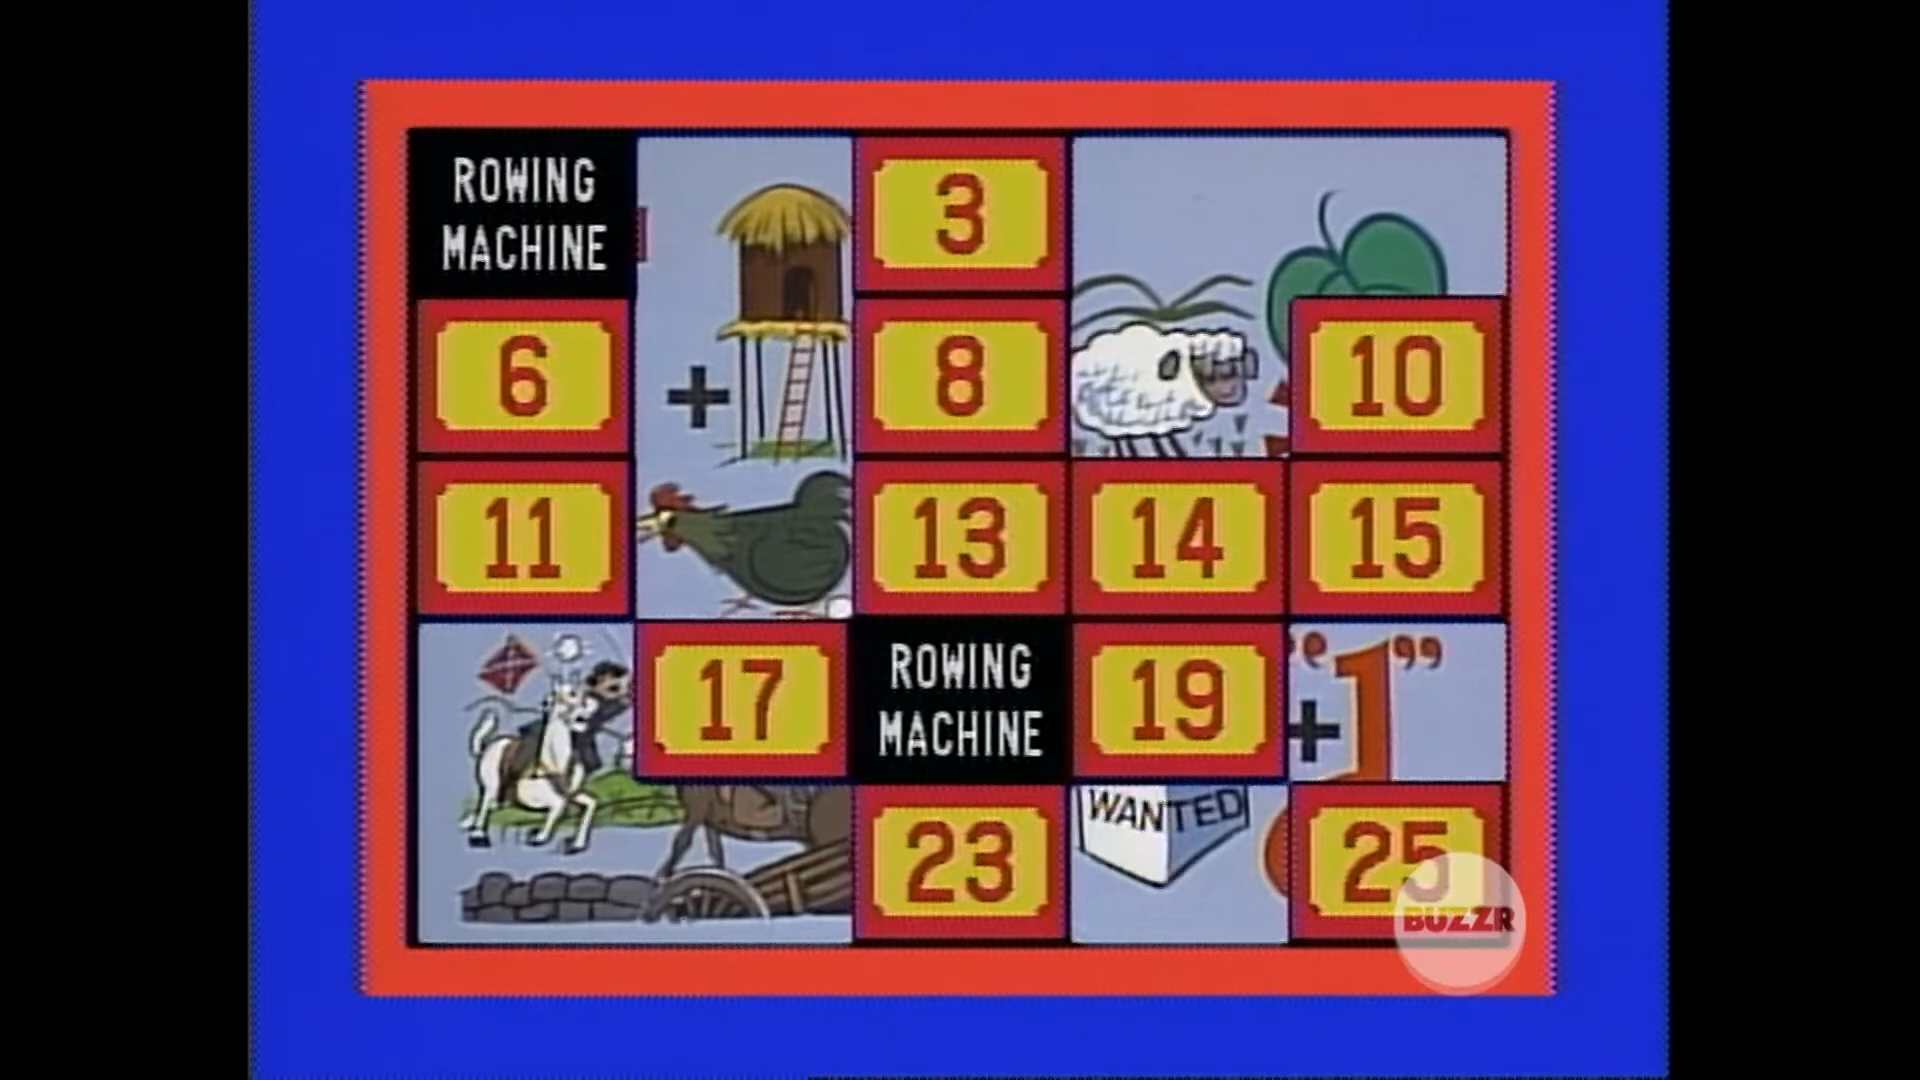 ROWING
MACHINE
3
6
+
8
10
11
13
14
15
17
ROWING
MACHINE
19
+ "1"
23
WANTED
25
BUZZR